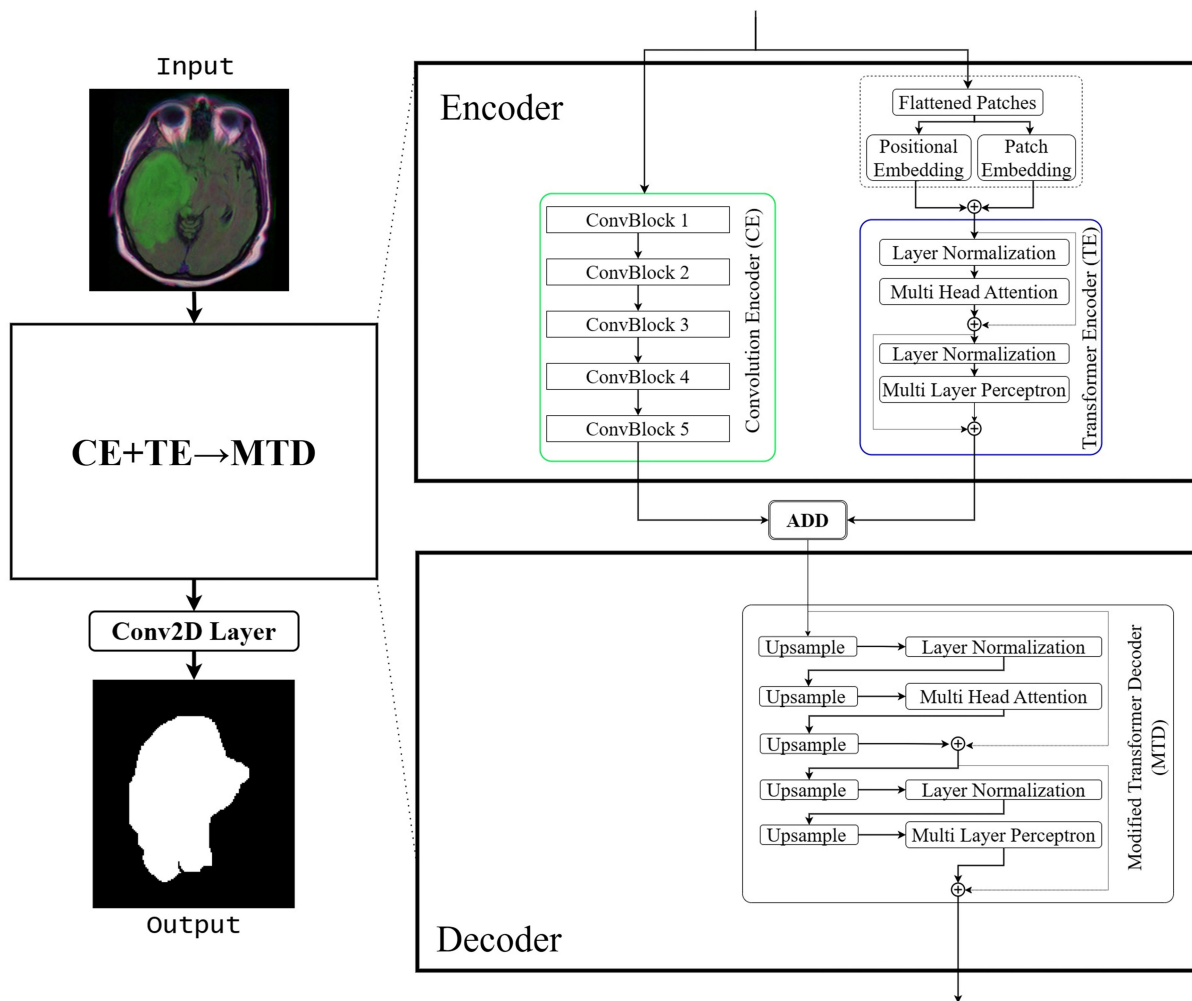 Input
CE+TE→MTD
Conv2D Layer
Output
Encoder
ConvBlock 1
ConvBlock 2
ConvBlock 3
ConvBlock 4
ConvBlock 5
Convolution Encoder (CE)
Flattened Patches
Positional
Embedding
Patch
Embedding
Layer Normalization
Multi Head Attention
Layer Normalization
Multi Layer Perceptron
Transformer Encoder (TE)
ADD
Decoder
Upsample
Layer Normalization
Upsample
Multi Head Attention
Upsample
Upsample
Layer Normalization
Upsample
Multi Layer Perceptron
Modified Transformer Decoder
(MTD)